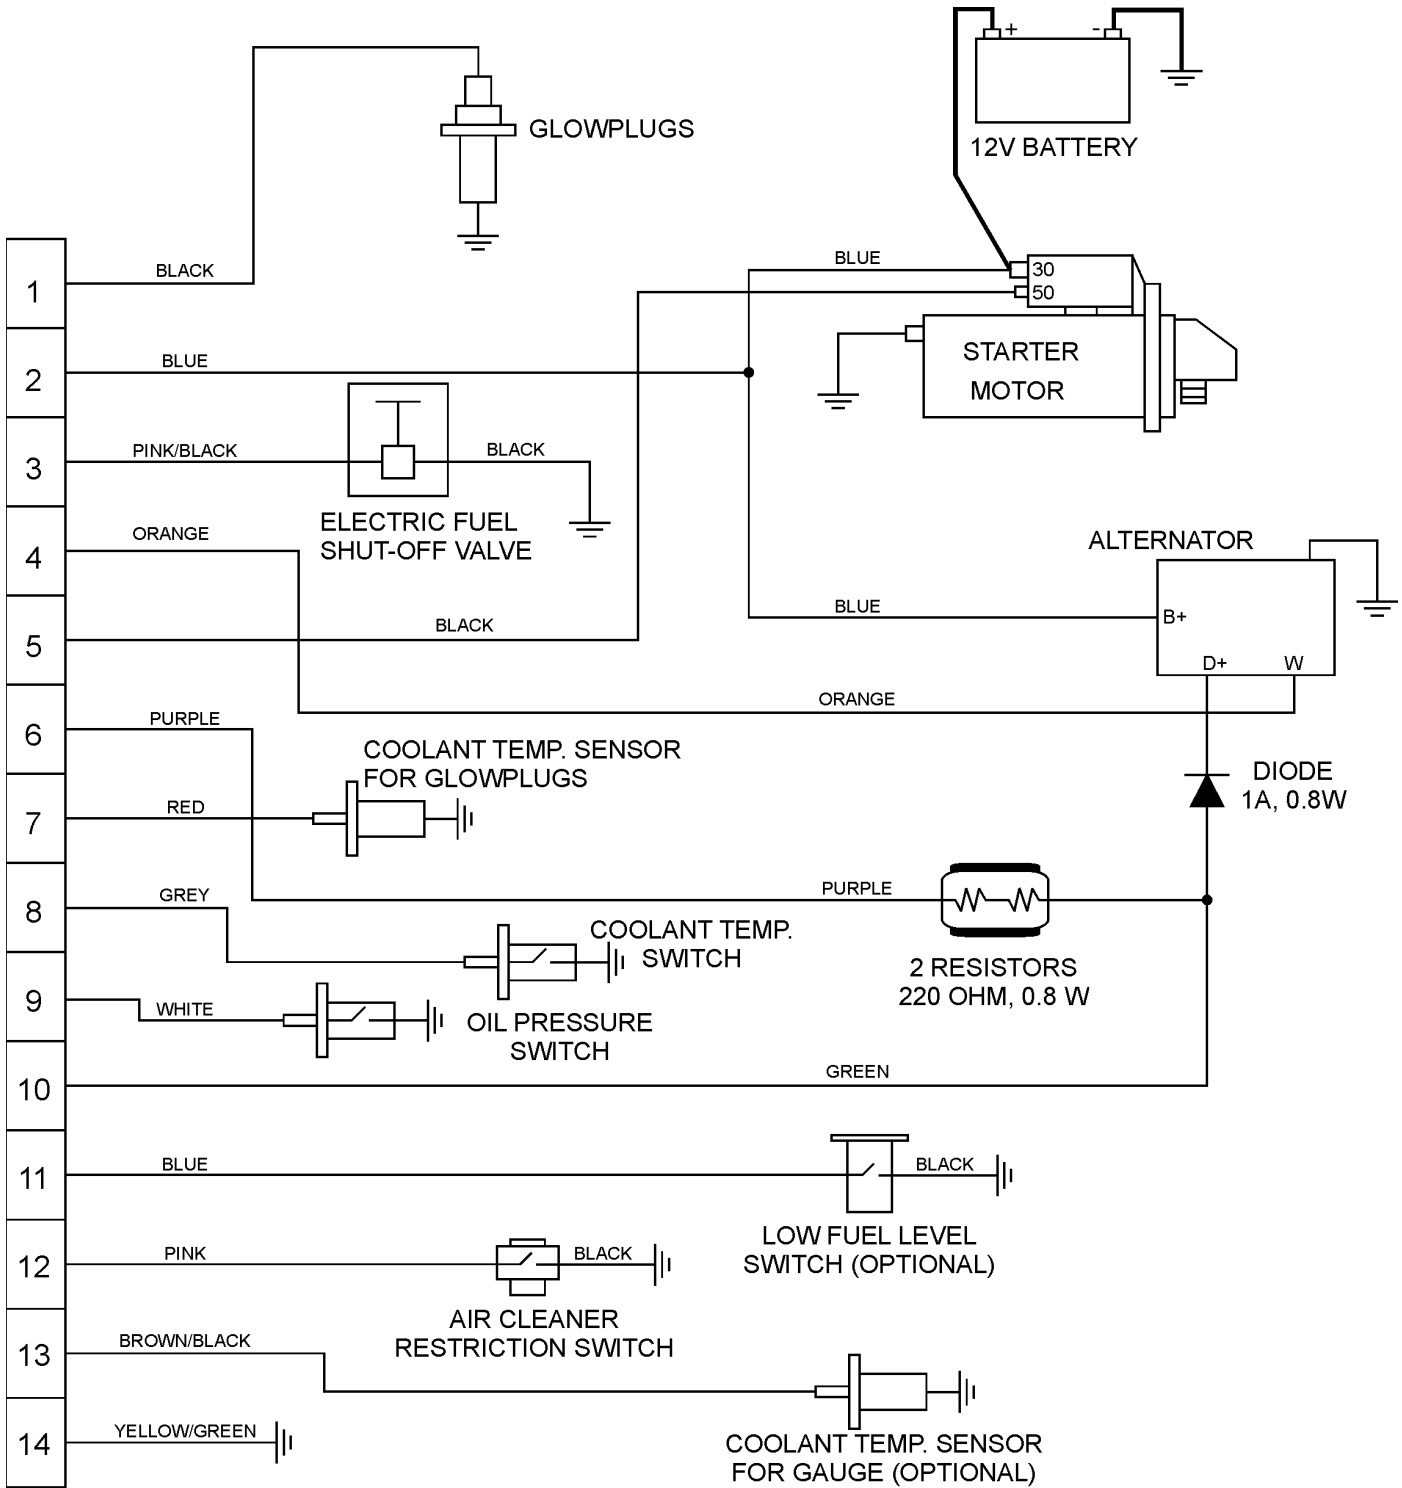 + -
GLOWPLUGS
12V BATTERY
1
BLACK
BLUE
30
50
2
BLUE
STARTER
MOTOR
3
PINK/BLACK
BLACK
ELECTRIC FUEL
SHUT-OFF VALVE
4
ORANGE
ALTERNATOR
5
BLACK
BLUE
B+
D+ W
ORANGE
6
PURPLE
COOLANT TEMP. SENSOR
FOR GLOWPLUGS
DIODE
1A, 0.8W
7
RED
8
GREY
PURPLE
COOLANT TEMP.
SWITCH
2 RESISTORS
220 OHM, 0.8 W
9
WHITE
OIL PRESSURE
SWITCH
10
GREEN
11
BLUE
BLACK
LOW FUEL LEVEL
SWITCH (OPTIONAL)
12
PINK
BLACK
AIR CLEANER
RESTRICTION SWITCH
13
BROWN/BLACK
14
YELLOW/GREEN
COOLANT TEMP. SENSOR
FOR GAUGE (OPTIONAL)